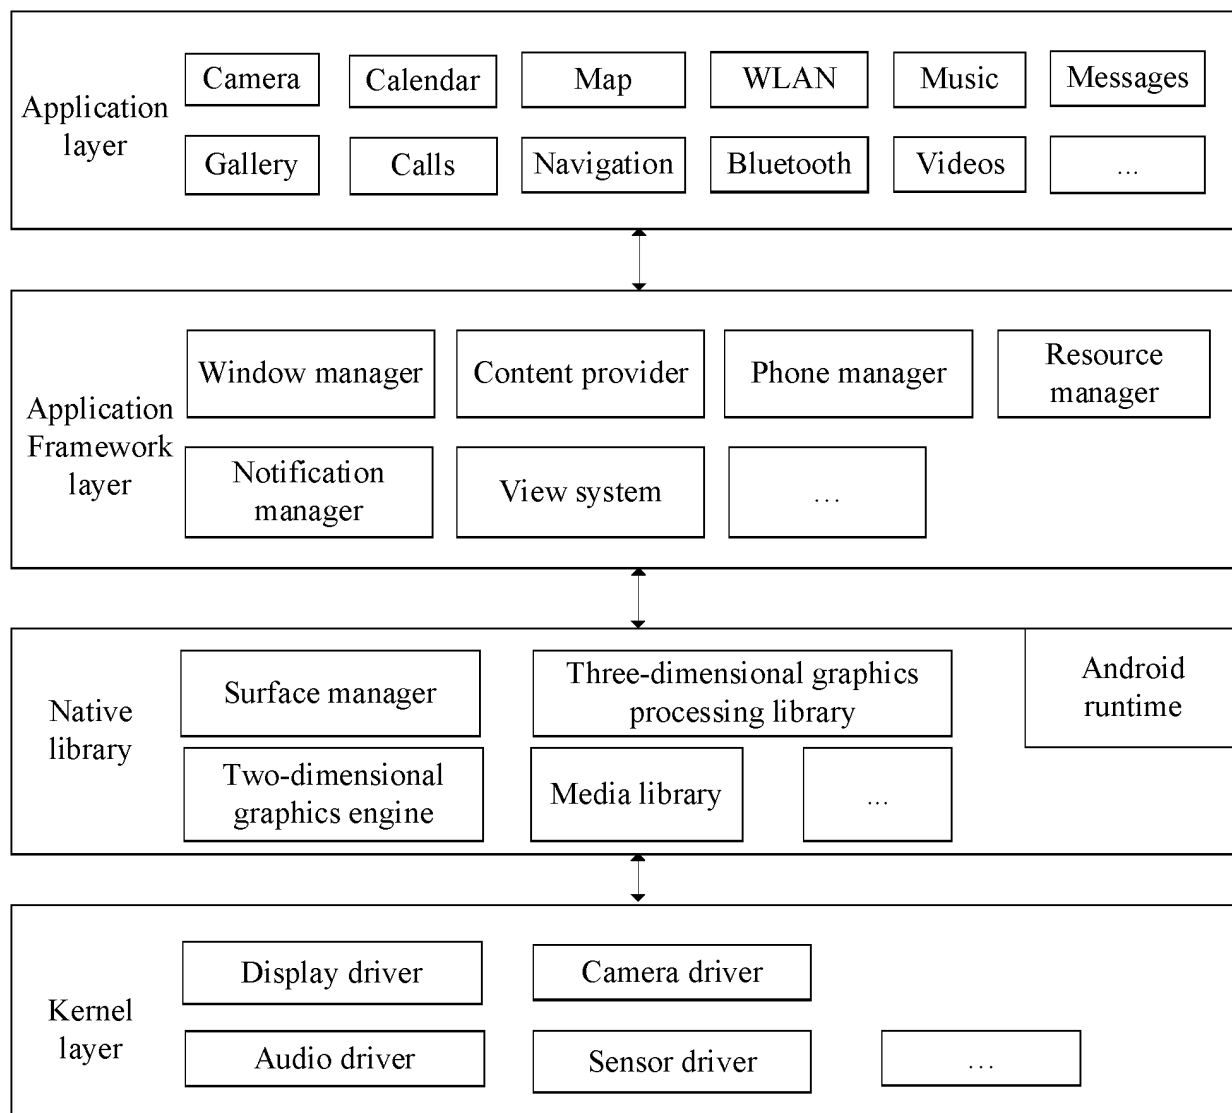 Application
layer
Camera
Calendar
Map
WLAN
Music
Messages
Gallery
Calls
Navigation
Bluetooth
Videos
...
Application
Framework
layer
Window manager
Content provider
Phone manager
Resource
manager
Notification
manager
View system
...
Native
library
Surface manager
Three-dimensional graphics
processing library
Android
runtime
Two-dimensional
graphics engine
Media library
...
Kernel
layer
Display driver
Camera driver
Audio driver
Sensor driver
...